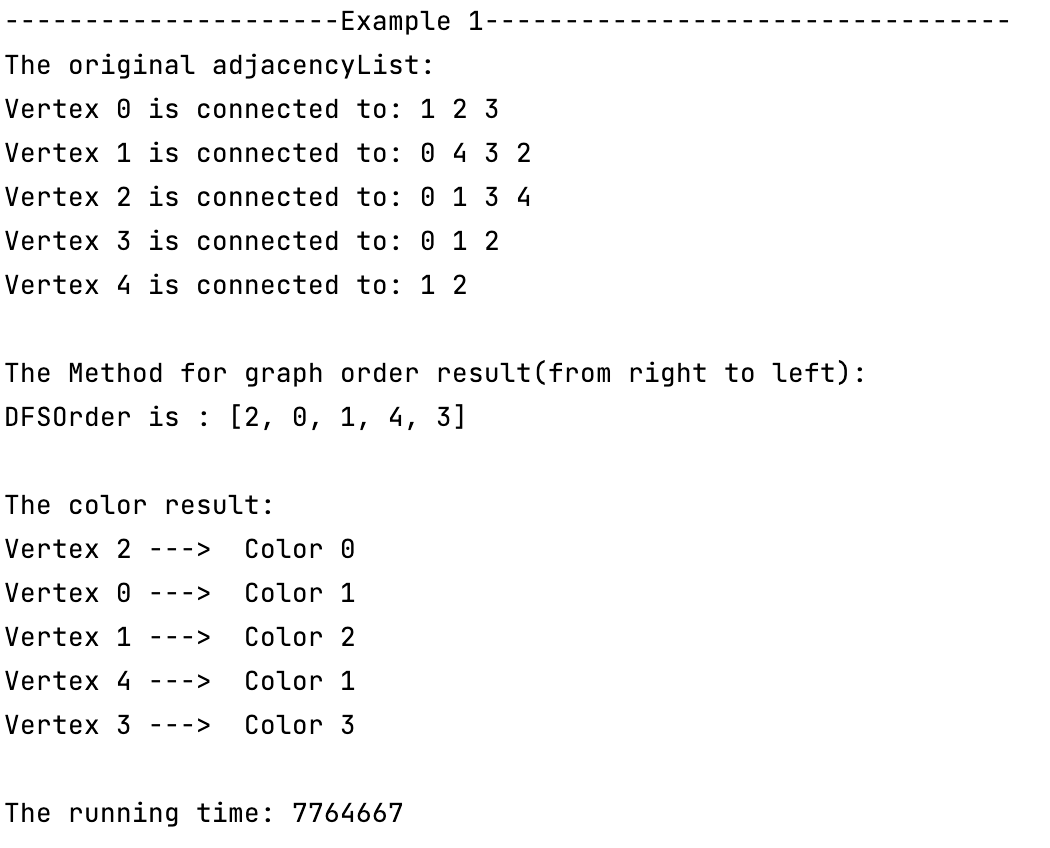 ---------------------Example 1---------------------------------
The original adjacencyList:
Vertex 0 is connected to: 1 2 3
Vertex 1 is connected to: 0 4 3 2
Vertex 2 is connected to: 0 1 3 4
Vertex 3 is connected to: 0 1 2
Vertex 4 is connected to: 1 2
The Method for graph order result(from right to left):
DFSOrder is : [2, 0, 1, 4, 3]
The color result:
Vertex 2 --->  Color 0
Vertex 0 --->  Color 1
Vertex 1 --->  Color 2
Vertex 4 --->  Color 1
Vertex 3 --->  Color 3
The running time: 7764667